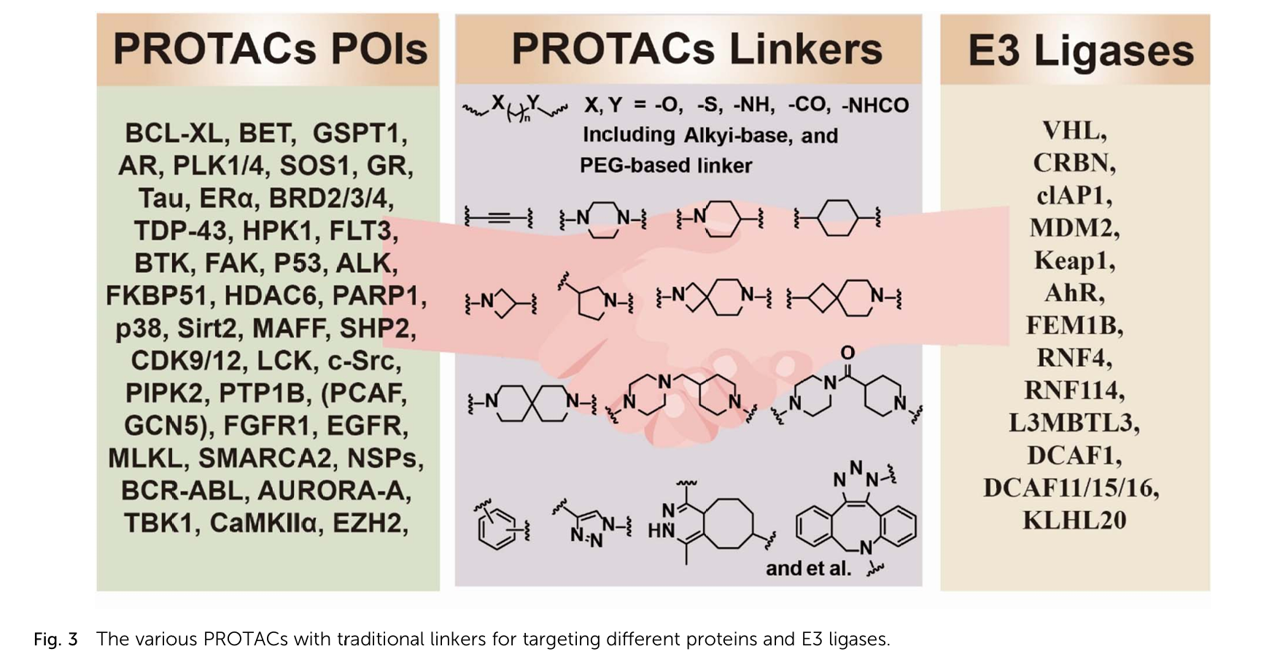 PROTACs POIs
BCL-XL, BET, GSPT1,
AR, PLK1/4, SOS1, GR,
Tau, ERα, BRD2/3/4,
TDP-43, HPK1, FLT3,
BTK, FAK, P53, ALK,
FKBP51, HDAC6, PARP1,
p38, Sirt2, MAFF, SHP2,
CDK9/12, LCK, c-Src,
PIPK2, PTP1B, (PCAF,
GCN5), FGFR1, EGFR,
MLKL, SMARCA2, NSPs,
BCR-ABL, AURORA-A,
TBK1, CaMKIIα, EZH2,
PROTACs Linkers
X Y n X, Y = -O, -S, -NH, -CO, -NHCO
Including Alkyi-base, and
PEG-based linker
N N N
N N N N N
N N N N N O N N N
N HN N N N N N N N
and et al.
E3 Ligases
VHL,
CRBN,
clAP1,
MDM2,
Keap1,
AhR,
FEM1B,
RNF4,
RNF114,
L3MBTL3,
DCAF1,
DCAF11/15/16,
KLHL20
Fig. 3 The various PROTACs with traditional linkers for targeting different proteins and E3 ligases.